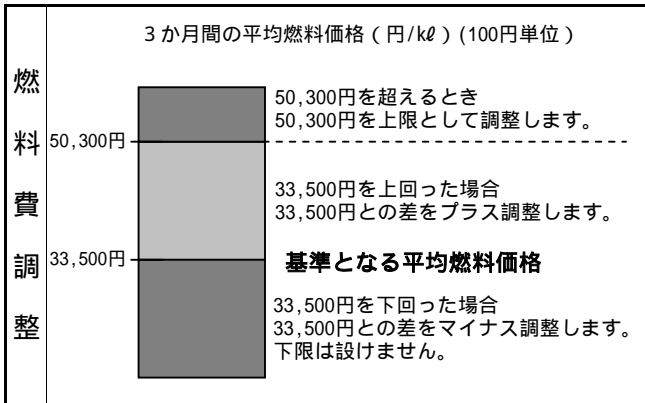 3か月間の平均燃料価格(円/kℓ)(100円単位)
燃料費調整
50,300円を超えるとき
50,300円を上限として調整します。
50,300円
33,500円を上回った場合
33,500円との差をプラス調整します。
33,500円
基準となる平均燃料価格
33,500円を下回った場合
33,500円との差をマイナス調整します。
下限は設けません。